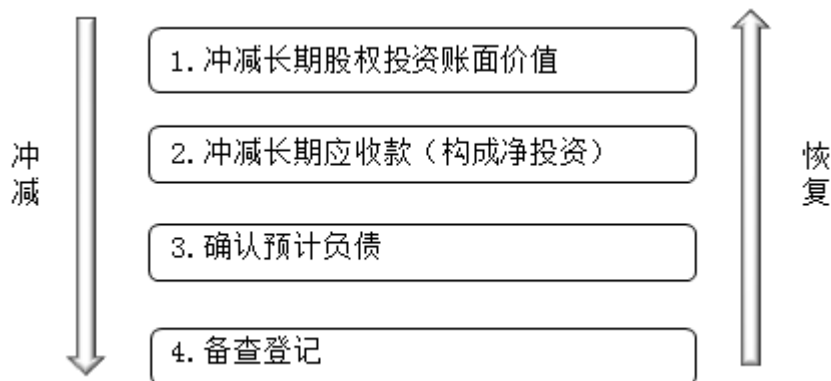 1.冲减长期股权投资账面价值
2.冲减长期应收款（构成净投资）
3.确认预计负债
4.备查登记
冲减
恢复